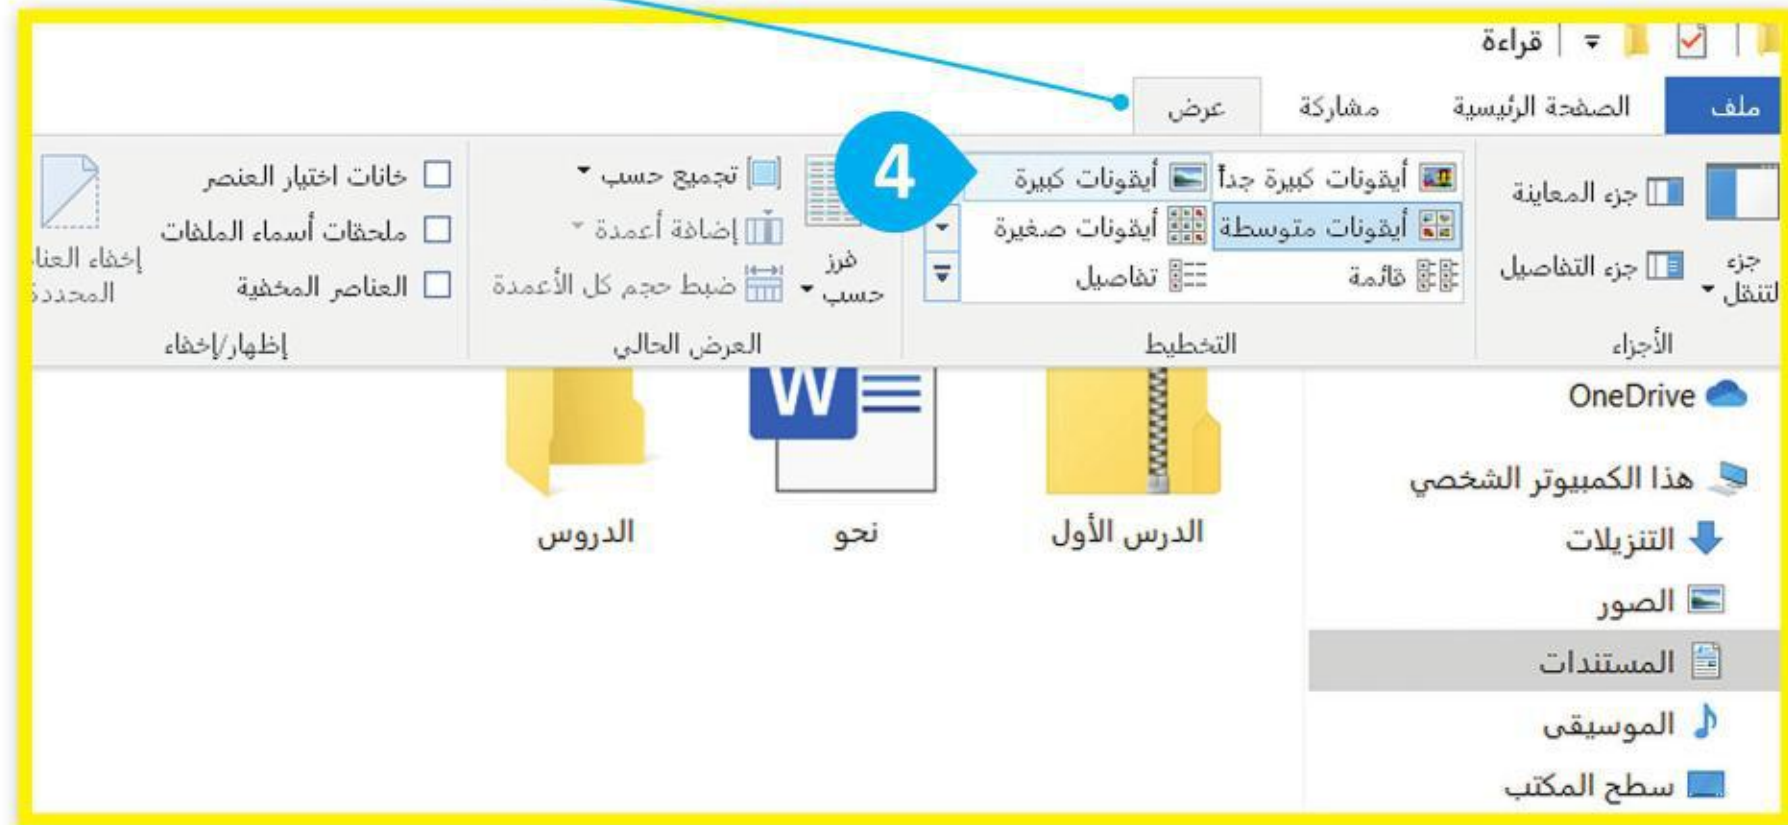 قراءة
ملف الصفحة الرئيسية مشاركة عرض
جزء التنقل
جزء المعاينة
جزء التفاصيل
الأجزاء
أيقونات كبيرة جداً أيقونات كبيرة
أيقونات متوسطة أيقونات صغيرة
قائمة تفاصيل
التخطيط
4
فرز حسب
تجميع حسب
إضافة أعمدة
ضبط حجم كل الأعمدة
العرض الحالي
خانات اختيار العنصر
ملحقات أسماء الملفات
العناصر المخفية
إخفاء
إظهار/إخفاء
OneDrive
هذا الكمبيوتر الشخصي
التنزيلات
الصور
المستندات
الموسيقى
سطح المكتب
الدرس الأول
نحو
الدروس
W